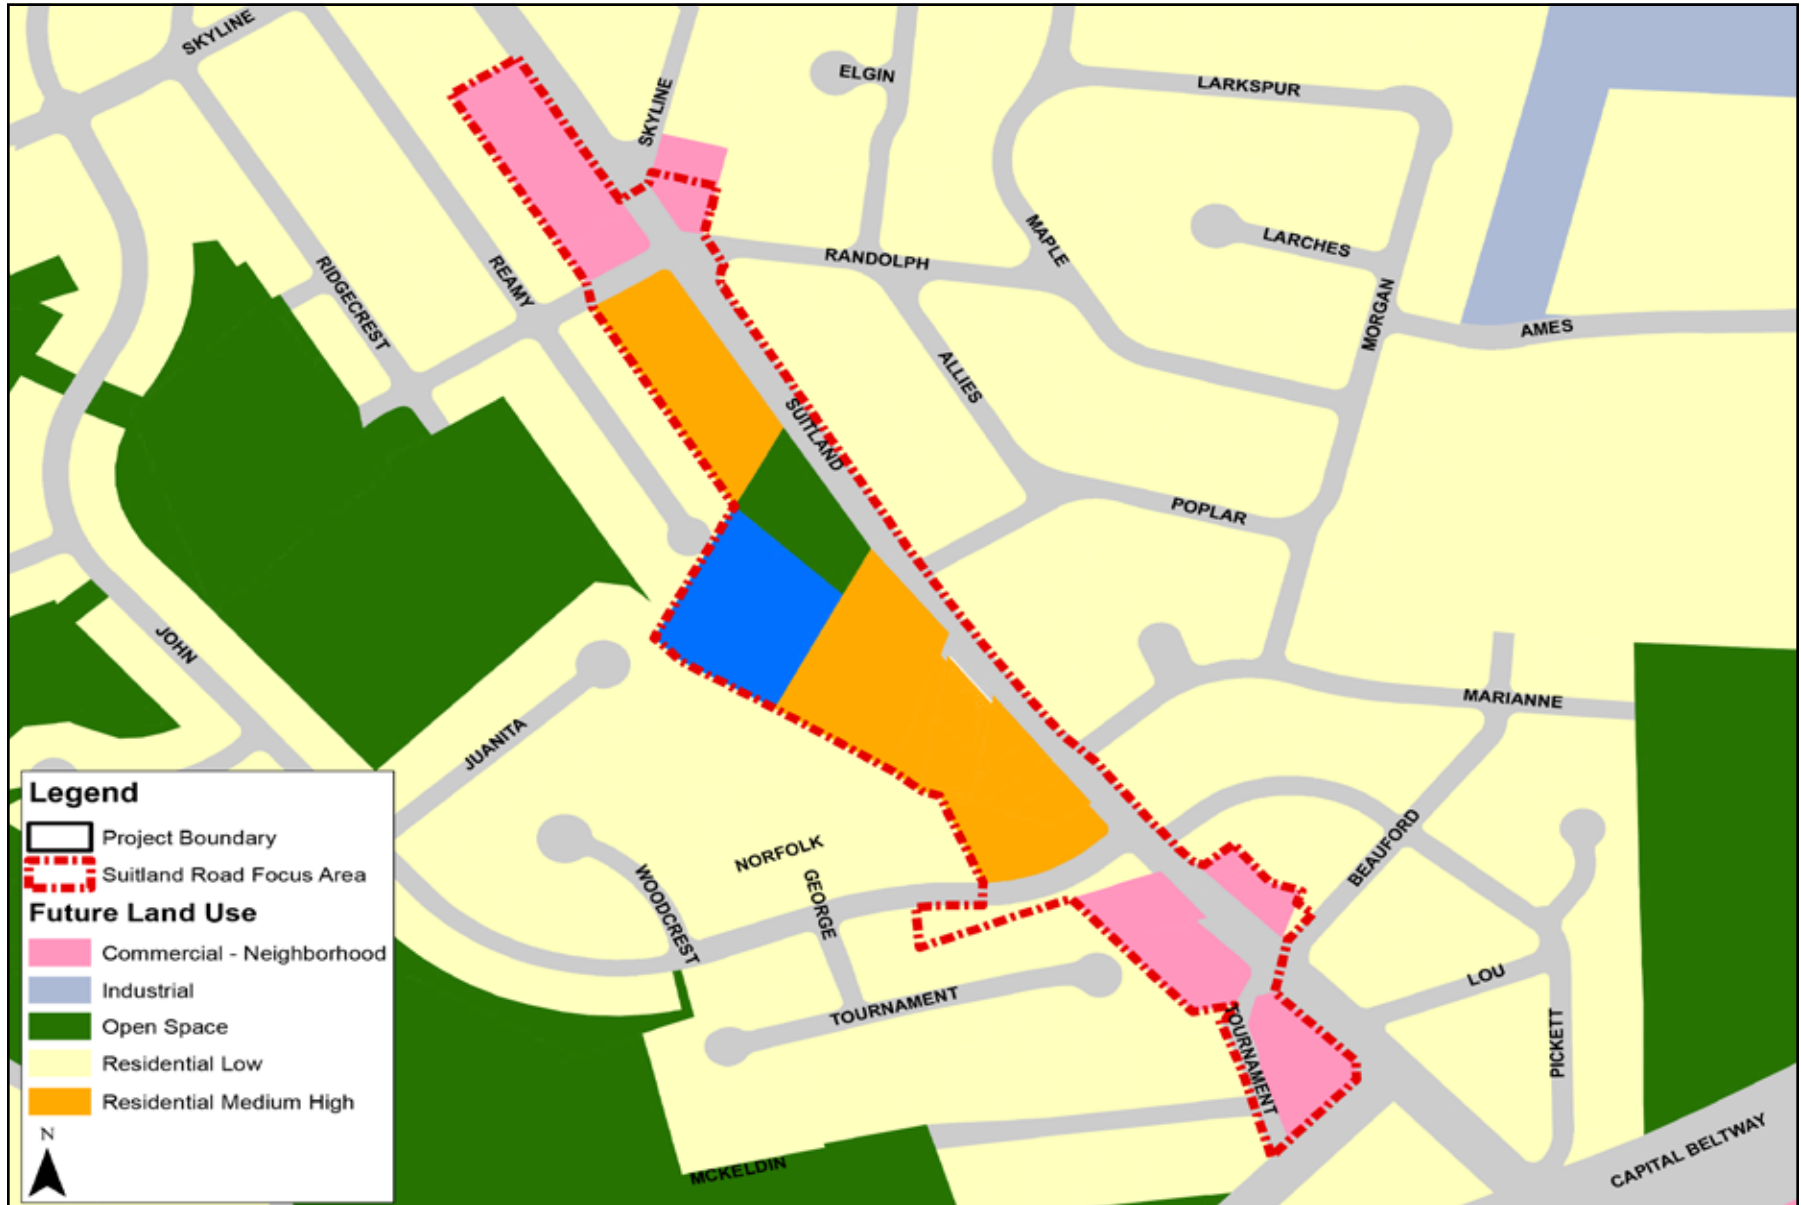 SKYLINE
SKYLINE
ELGIN
LARKSPUR
RIDGECREST
REAMY
RANDOLPH
MAPLE
LARCHES
MORGAN
AMES
ALLIES
SUITLAND
POPLAR
JOHN
JUANITA
MARIANNE
NORFOLK
GEORGE
WOODCREST
BEAUFORD
TOURNAMENT
TOURNAMENT
LOU
PICKETT
MCKELDIN
CAPITAL BELTWAY
Legend
Project Boundary
Suitland Road Focus Area
Future Land Use
Commercial - Neighborhood
Industrial
Open Space
Residential Low
Residential Medium High
N